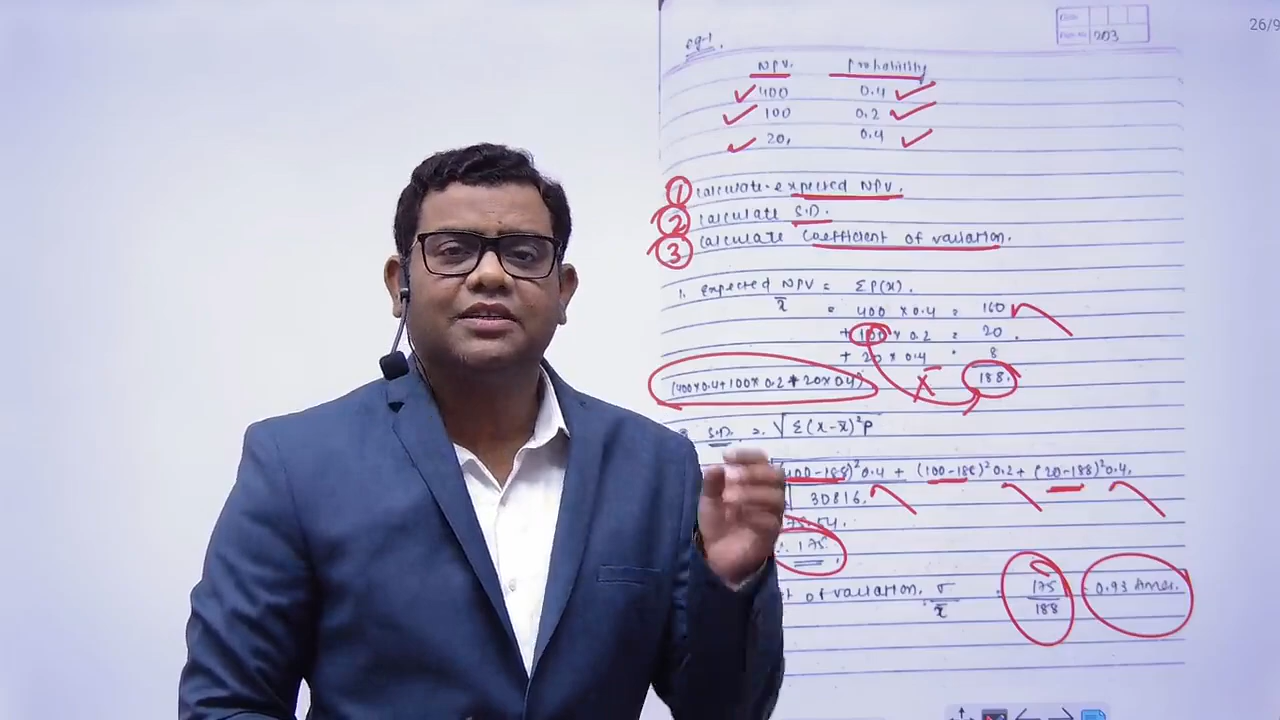 26/9
203
eg-1.
NPV. Probability
400 0.4
100 0.2
20, 0.4
1 Calculate expected NPV.
2 Calculate S.D.
3 Calculate Coefficient of variation.
1. Expected NPV = ΣP(x).
x̄ = 400 x 0.4 = 160
+ 100 x 0.2 = 20.
+ 20 x 0.4 = 8
(400x0.4+100x0.2+20x0.4) x̄ 188.
S.D. = √Σ(x-x̄)²P
(400-188)²0.4 + (100-188)²0.2 + (20-188)²0.4.
30816.
175.
of variation. σ/x̄ 175/188 = 0.93 Answ.